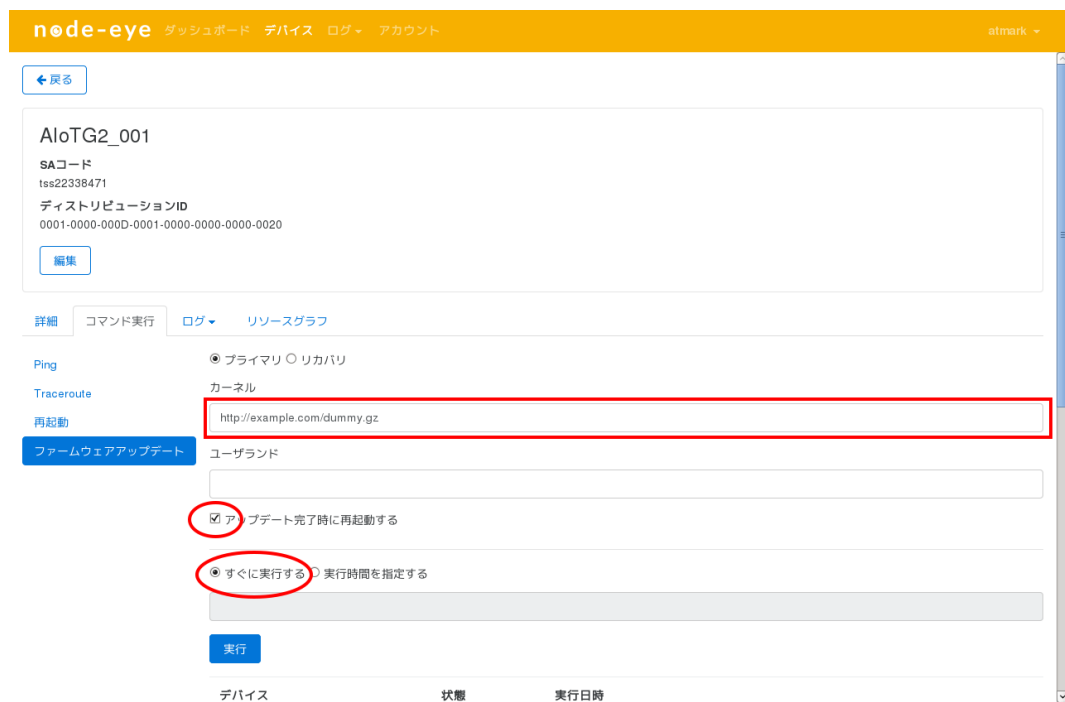 node-eye ダッシュボード デバイス ログ アカウント atmark
戻る
AIoTG2_001
SAコード
tss22338471
ディストリビューションID
0001-0000-000D-0001-0000-0000-0000-0020
編集
詳細 コマンド実行 ログ リソースグラフ
Ping
Traceroute
再起動
ファームウェアアップデート
プライマリ リカバリ
カーネル
http://example.com/dummy.gz
ユーザランド
アップデート完了時に再起動する
すぐに実行する 実行時間を指定する
実行
デバイス 状態 実行日時